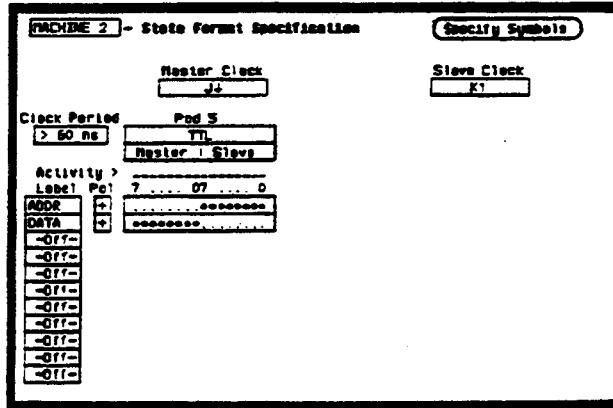 MACHINE 2 - State Format Specification
Specify Symbols
Master Clock
J↓
Slave Clock
K↑
Clock Period
> 60 ns
Pod 5
TTL
Master | Slave
Activity > ----------------
Label Pol 7 .... 07 .... 0
ADDR + ........********
DATA + ********........
-Off-
-Off-
-Off-
-Off-
-Off-
-Off-
-Off-
-Off-
-Off-